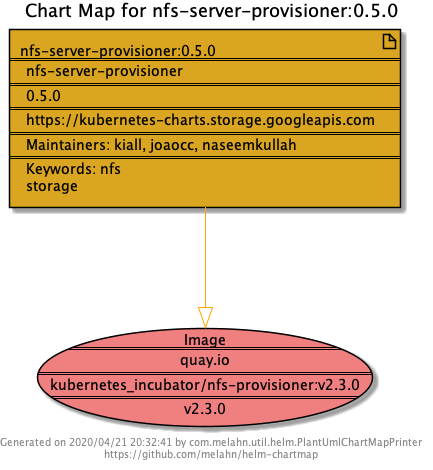 Chart Map for nfs-server-provisioner:0.5.0
nfs-server-provisioner:0.5.0
nfs-server-provisioner
0.5.0
https://kubernetes-charts.storage.googleapis.com
Maintainers: kiall, joaocc, naseemkullah
Keywords: nfs
storage
Image
quay.io
kubernetes_incubator/nfs-provisioner:v2.3.0
v2.3.0
Generated on 2020/04/21 20:32:41 by com.melahn.util.helm.PlantUmlChartMapPrinter
https://github.com/melahn/helm-chartmap